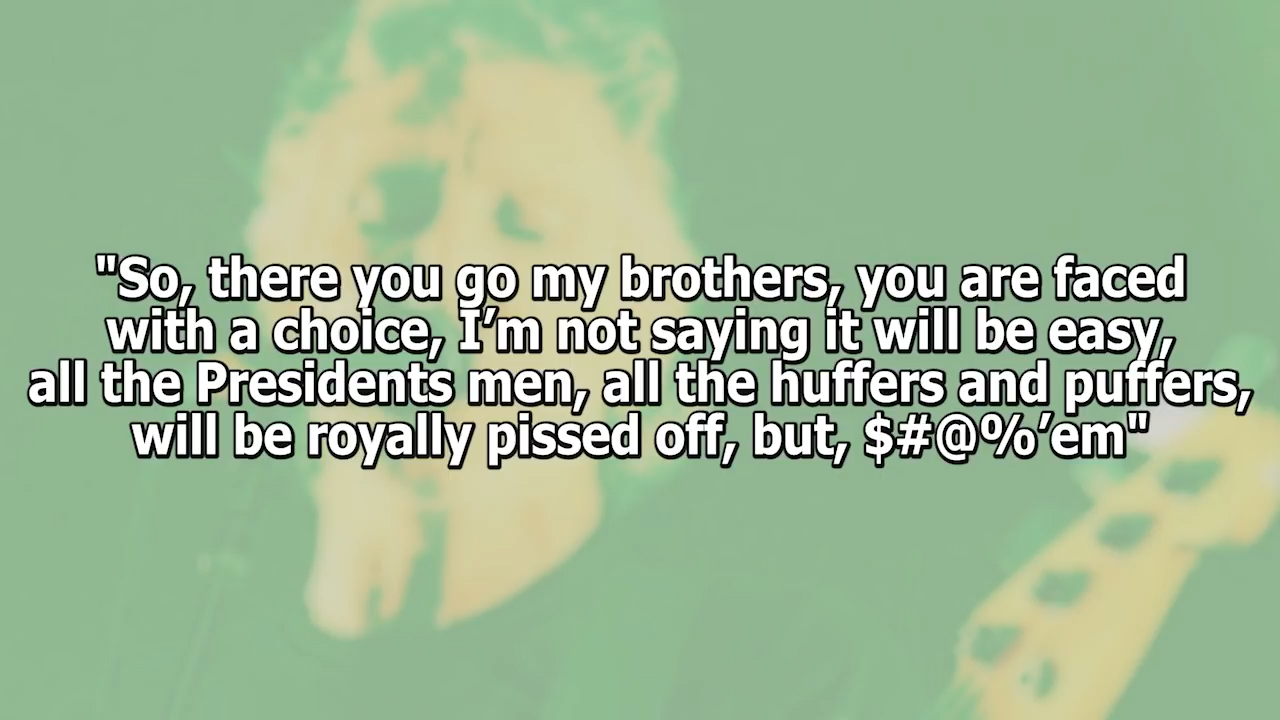 "So, there you go my brothers, you are faced
with a choice, I’m not saying it will be easy,
all the Presidents men, all the huffers and puffers,
will be royally pissed off, but, $#@%’em"